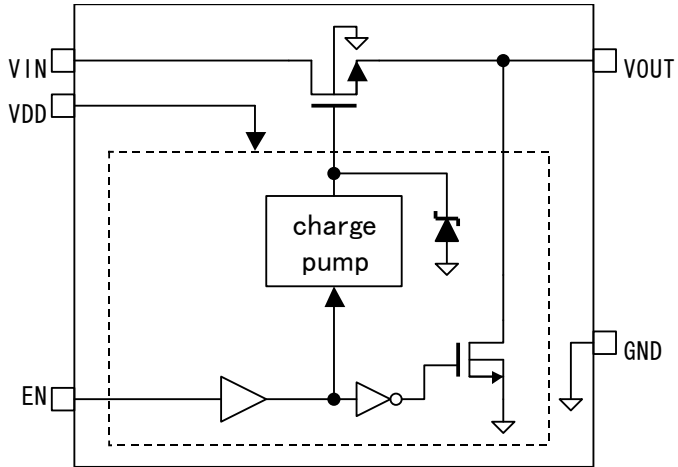 VIN
VOUT
VDD
charge
pump
GND
EN